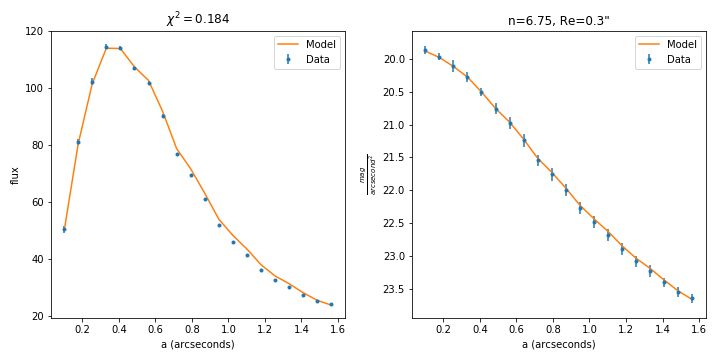 χ² = 0.184
120
100
80
60
40
20
flux
0.2 0.4 0.6 0.8 1.0 1.2 1.4 1.6
a (arcseconds)
Model
Data
n=6.75, Re=0.3"
20.0
20.5
21.0
21.5
22.0
22.5
23.0
23.5
mag
arcsecond²
0.2 0.4 0.6 0.8 1.0 1.2 1.4 1.6
a (arcseconds)
Model
Data